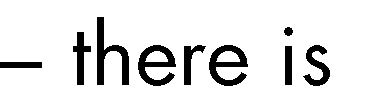 – there is